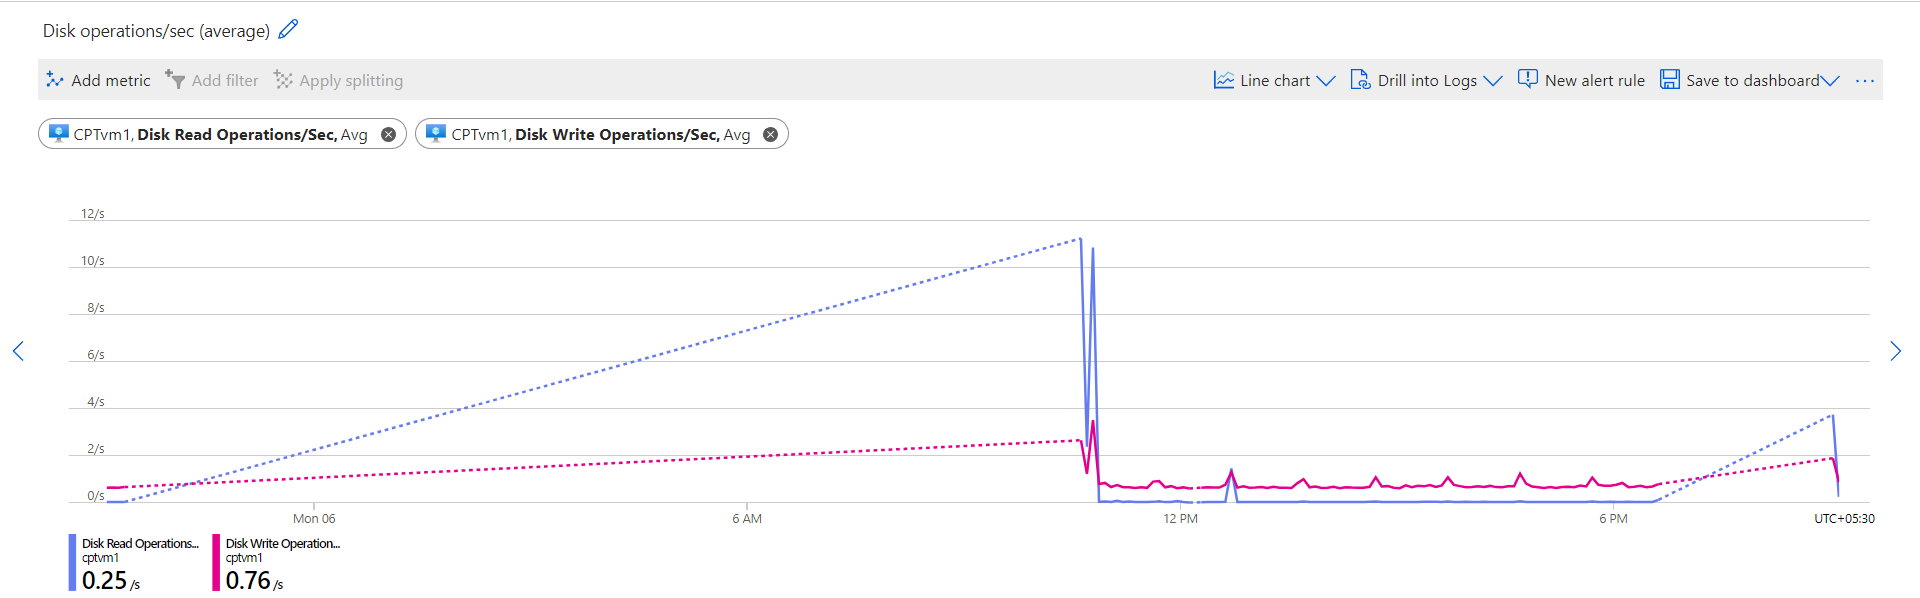 Disk operations/sec (average)
Add metric Add filter Apply splitting Line chart Drill into Logs New alert rule Save to dashboard ...
CPTvm1, Disk Read Operations/Sec, Avg CPTvm1, Disk Write Operations/Sec, Avg
12/s
10/s
8/s
6/s
4/s
2/s
0/s
Mon 06 6 AM 12 PM 6 PM UTC+05:30
Disk Read Operations... Disk Write Operation...
cptvm1 cptvm1
0.25 /s 0.76 /s